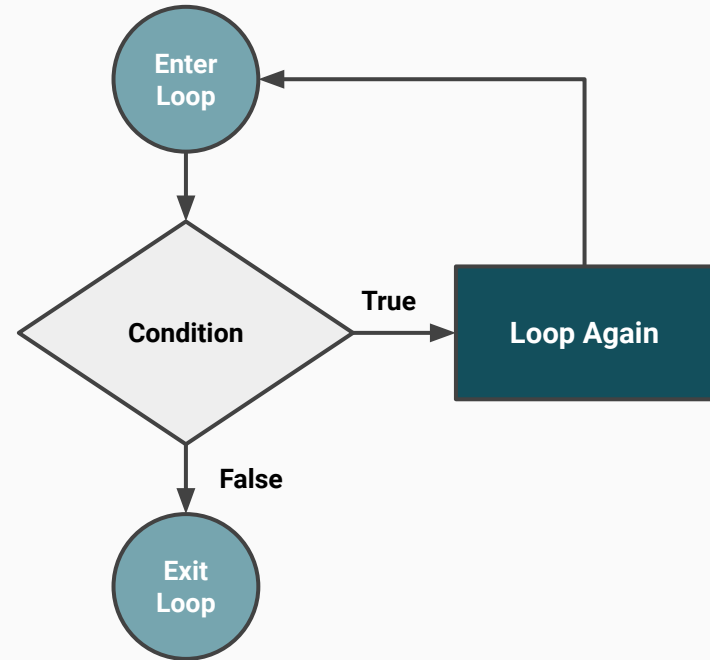 Enter
Loop
True
Condition
Loop Again
False
Exit
Loop